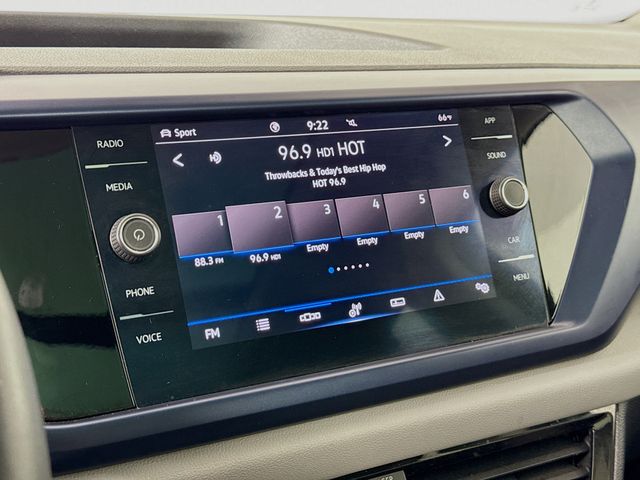 RADIO
MEDIA
PHONE
VOICE
Sport
9:22
66°F
96.9 HD1 HOT
Throwbacks & Today's Best Hip Hop
HOT 96.9
1 2 3 4 5 6
88.3 FM 96.9 HD1 Empty Empty Empty Empty
FM
APP
SOUND
CAR
MENU